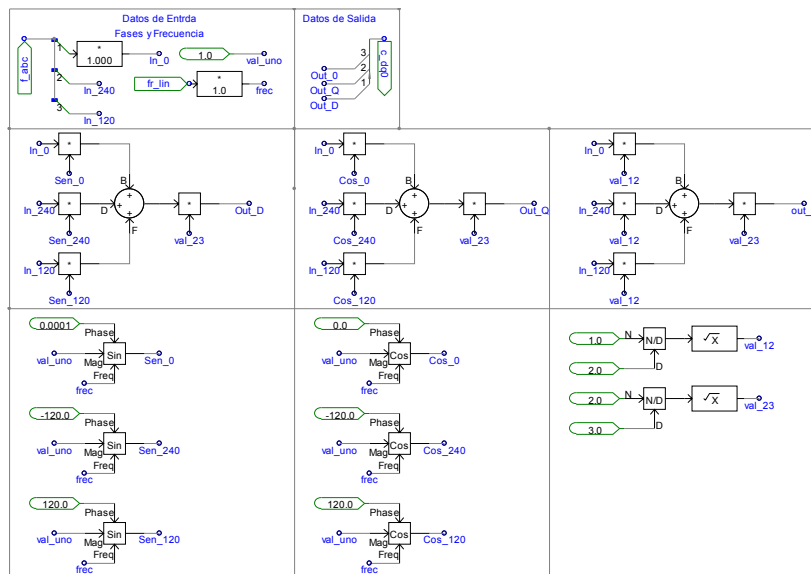 Datos de Entrda
Fases y Frecuencia
Datos de Salida
f_abc
1
*
1.000
In_0
1.0
val_uno
2
In_240
fr_lin
*
1.0
frec
3
In_120
Out_0
Out_Q
Out_D
3
2
1
c_dq0
In_0
*
Sen_0
B
In_240
*
D
+
+
+
*
Out_D
Sen_240
val_23
F
In_120
*
Sen_120
In_0
*
Cos_0
B
In_240
*
D
+
+
+
*
Out_Q
Cos_240
val_23
F
In_120
*
Cos_120
In_0
*
val_12
B
In_240
*
D
+
+
+
*
out_
val_12
val_23
F
In_120
*
val_12
0.0001
Phase
val_uno
Mag
Sin
Sen_0
Freq
frec
-120.0
Phase
val_uno
Mag
Sin
Sen_240
Freq
frec
120.0
Phase
val_uno
Mag
Sin
Sen_120
Freq
frec
0.0
Phase
val_uno
Mag
Cos
Cos_0
Freq
frec
-120.0
Phase
val_uno
Mag
Cos
Cos_240
Freq
frec
120.0
Phase
val_uno
Mag
Cos
Cos_120
Freq
frec
1.0
N
N/D
√X
val_12
2.0
D
2.0
N
N/D
√X
val_23
3.0
D